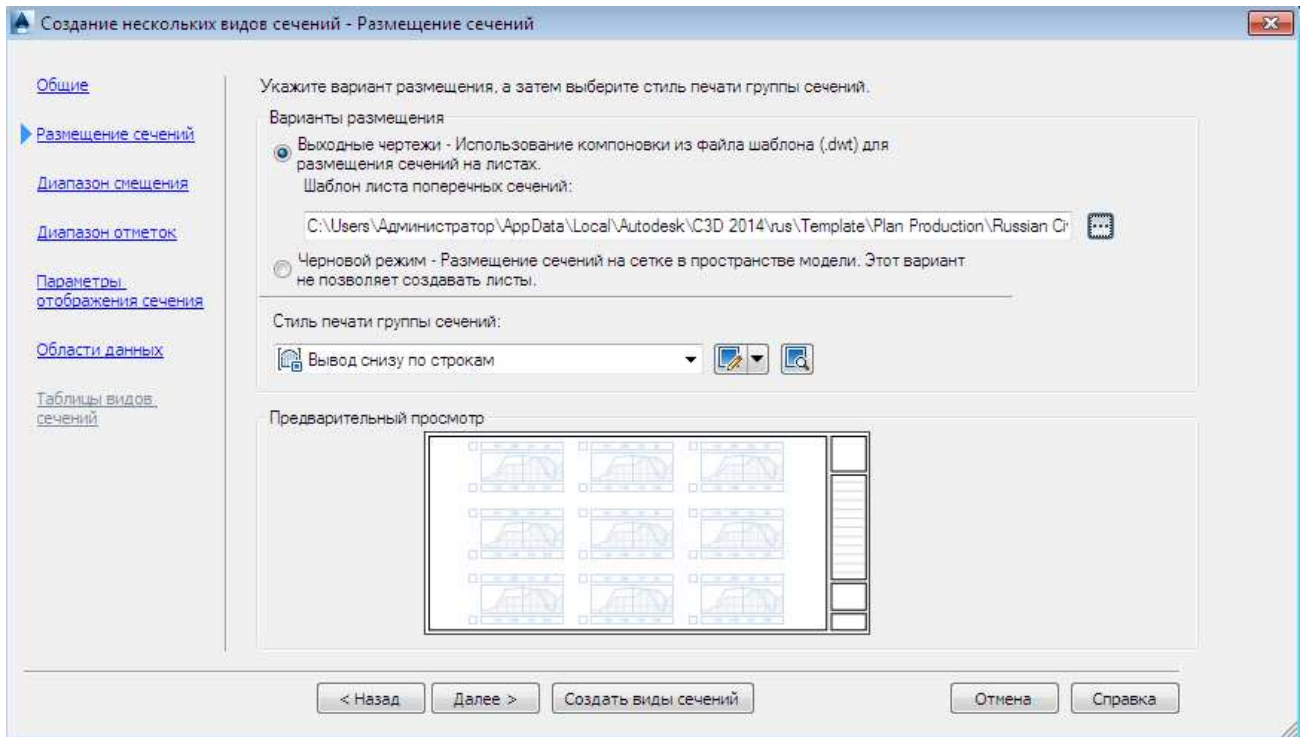 Создание нескольких видов сечений - Размещение сечений
Общие
Размещение сечений
Диапазон смещения
Диапазон отметок
Параметры
отображения сечения
Области данных
Таблицы видов
сечений
Укажите вариант размещения, а затем выберите стиль печати группы сечений.
Варианты размещения
Выходные чертежи - Использование компоновки из файла шаблона (.dwt) для
размещения сечений на листах.
Шаблон листа поперечных сечений:
C:\Users\Администратор\AppData\Local\Autodesk\C3D 2014\rus\Template\Plan Production\Russian
Черновой режим - Размещение сечений на сетке в пространстве модели. Этот вариант
не позволяет создавать листы.
Стиль печати группы сечений:
Вывод снизу по строкам
Предварительный просмотр
< Назад
Далее >
Создать виды сечений
Отмена
Справка